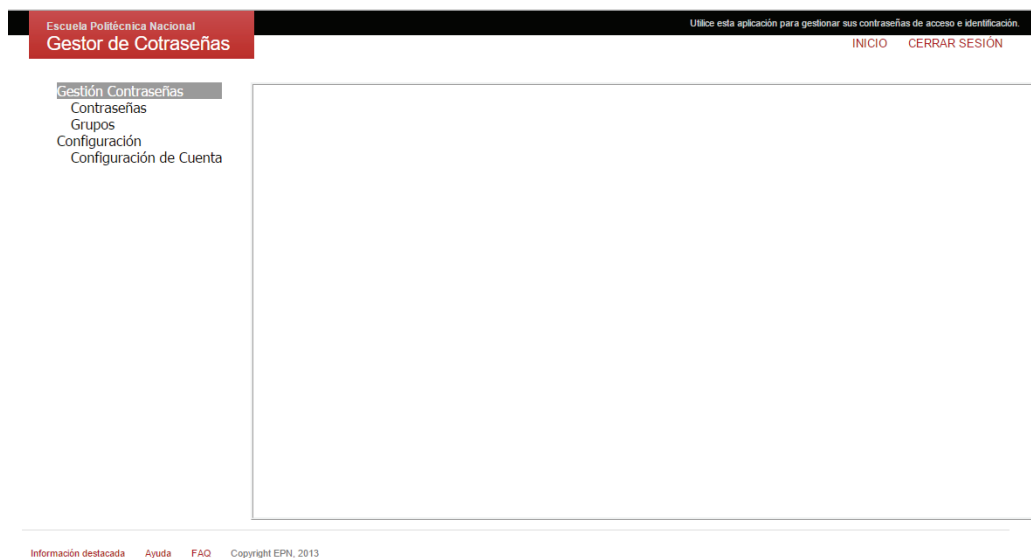 Escuela Politécnica Nacional
Gestor de Cotraseñas
Utilice esta aplicación para gestionar sus contraseñas de acceso e identificación.
INICIO CERRAR SESIÓN
Gestión Contraseñas
Contraseñas
Grupos
Configuración
Configuración de Cuenta
Información destacada Ayuda FAQ Copyright EPN, 2013